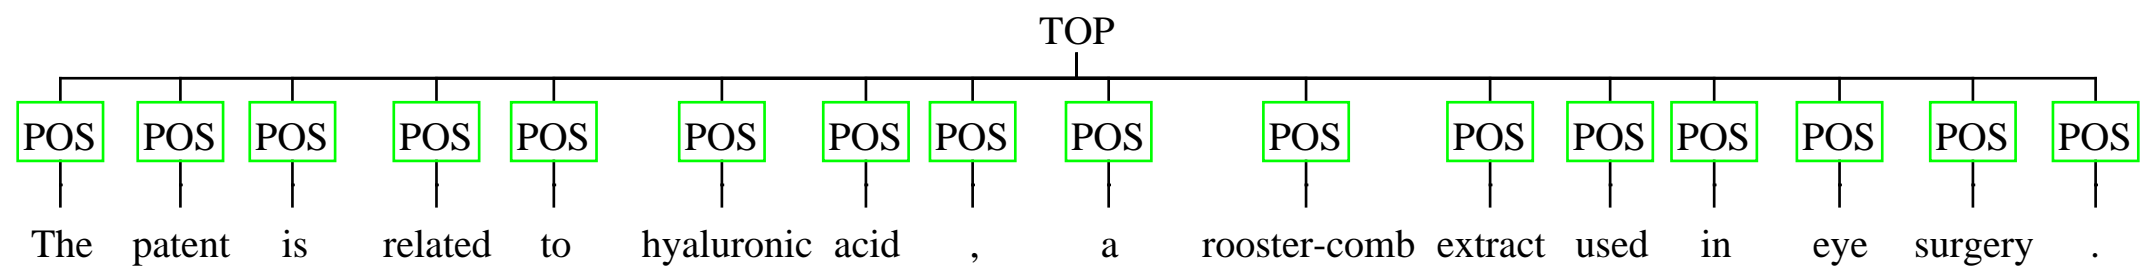 TOP
POS POS POS POS POS POS POS POS POS POS POS POS POS POS POS POS
The patent is related to hyaluronic acid , a rooster-comb extract used in eye surgery .